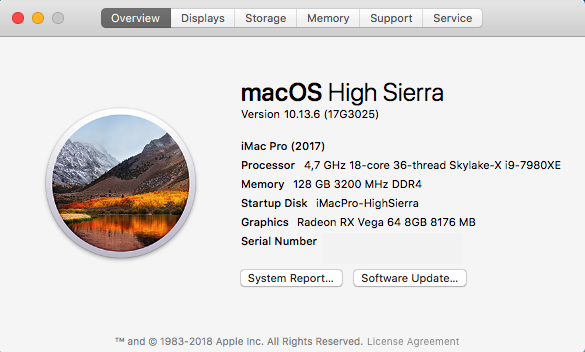 Overview Displays Storage Memory Support Service
macOS High Sierra
Version 10.13.6 (17G3025)
iMac Pro (2017)
Processor 4,7 GHz 18-core 36-thread Skylake-X i9-7980XE
Memory 128 GB 3200 MHz DDR4
Startup Disk iMacPro-HighSierra
Graphics Radeon RX Vega 64 8GB 8176 MB
Serial Number
System Report... Software Update...
™ and © 1983-2018 Apple Inc. All Rights Reserved. License Agreement